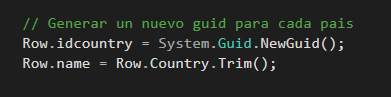 // Generar un nuevo guid para cada pais
Row.idcountry = System.Guid.NewGuid();
Row.name = Row.Country.Trim();